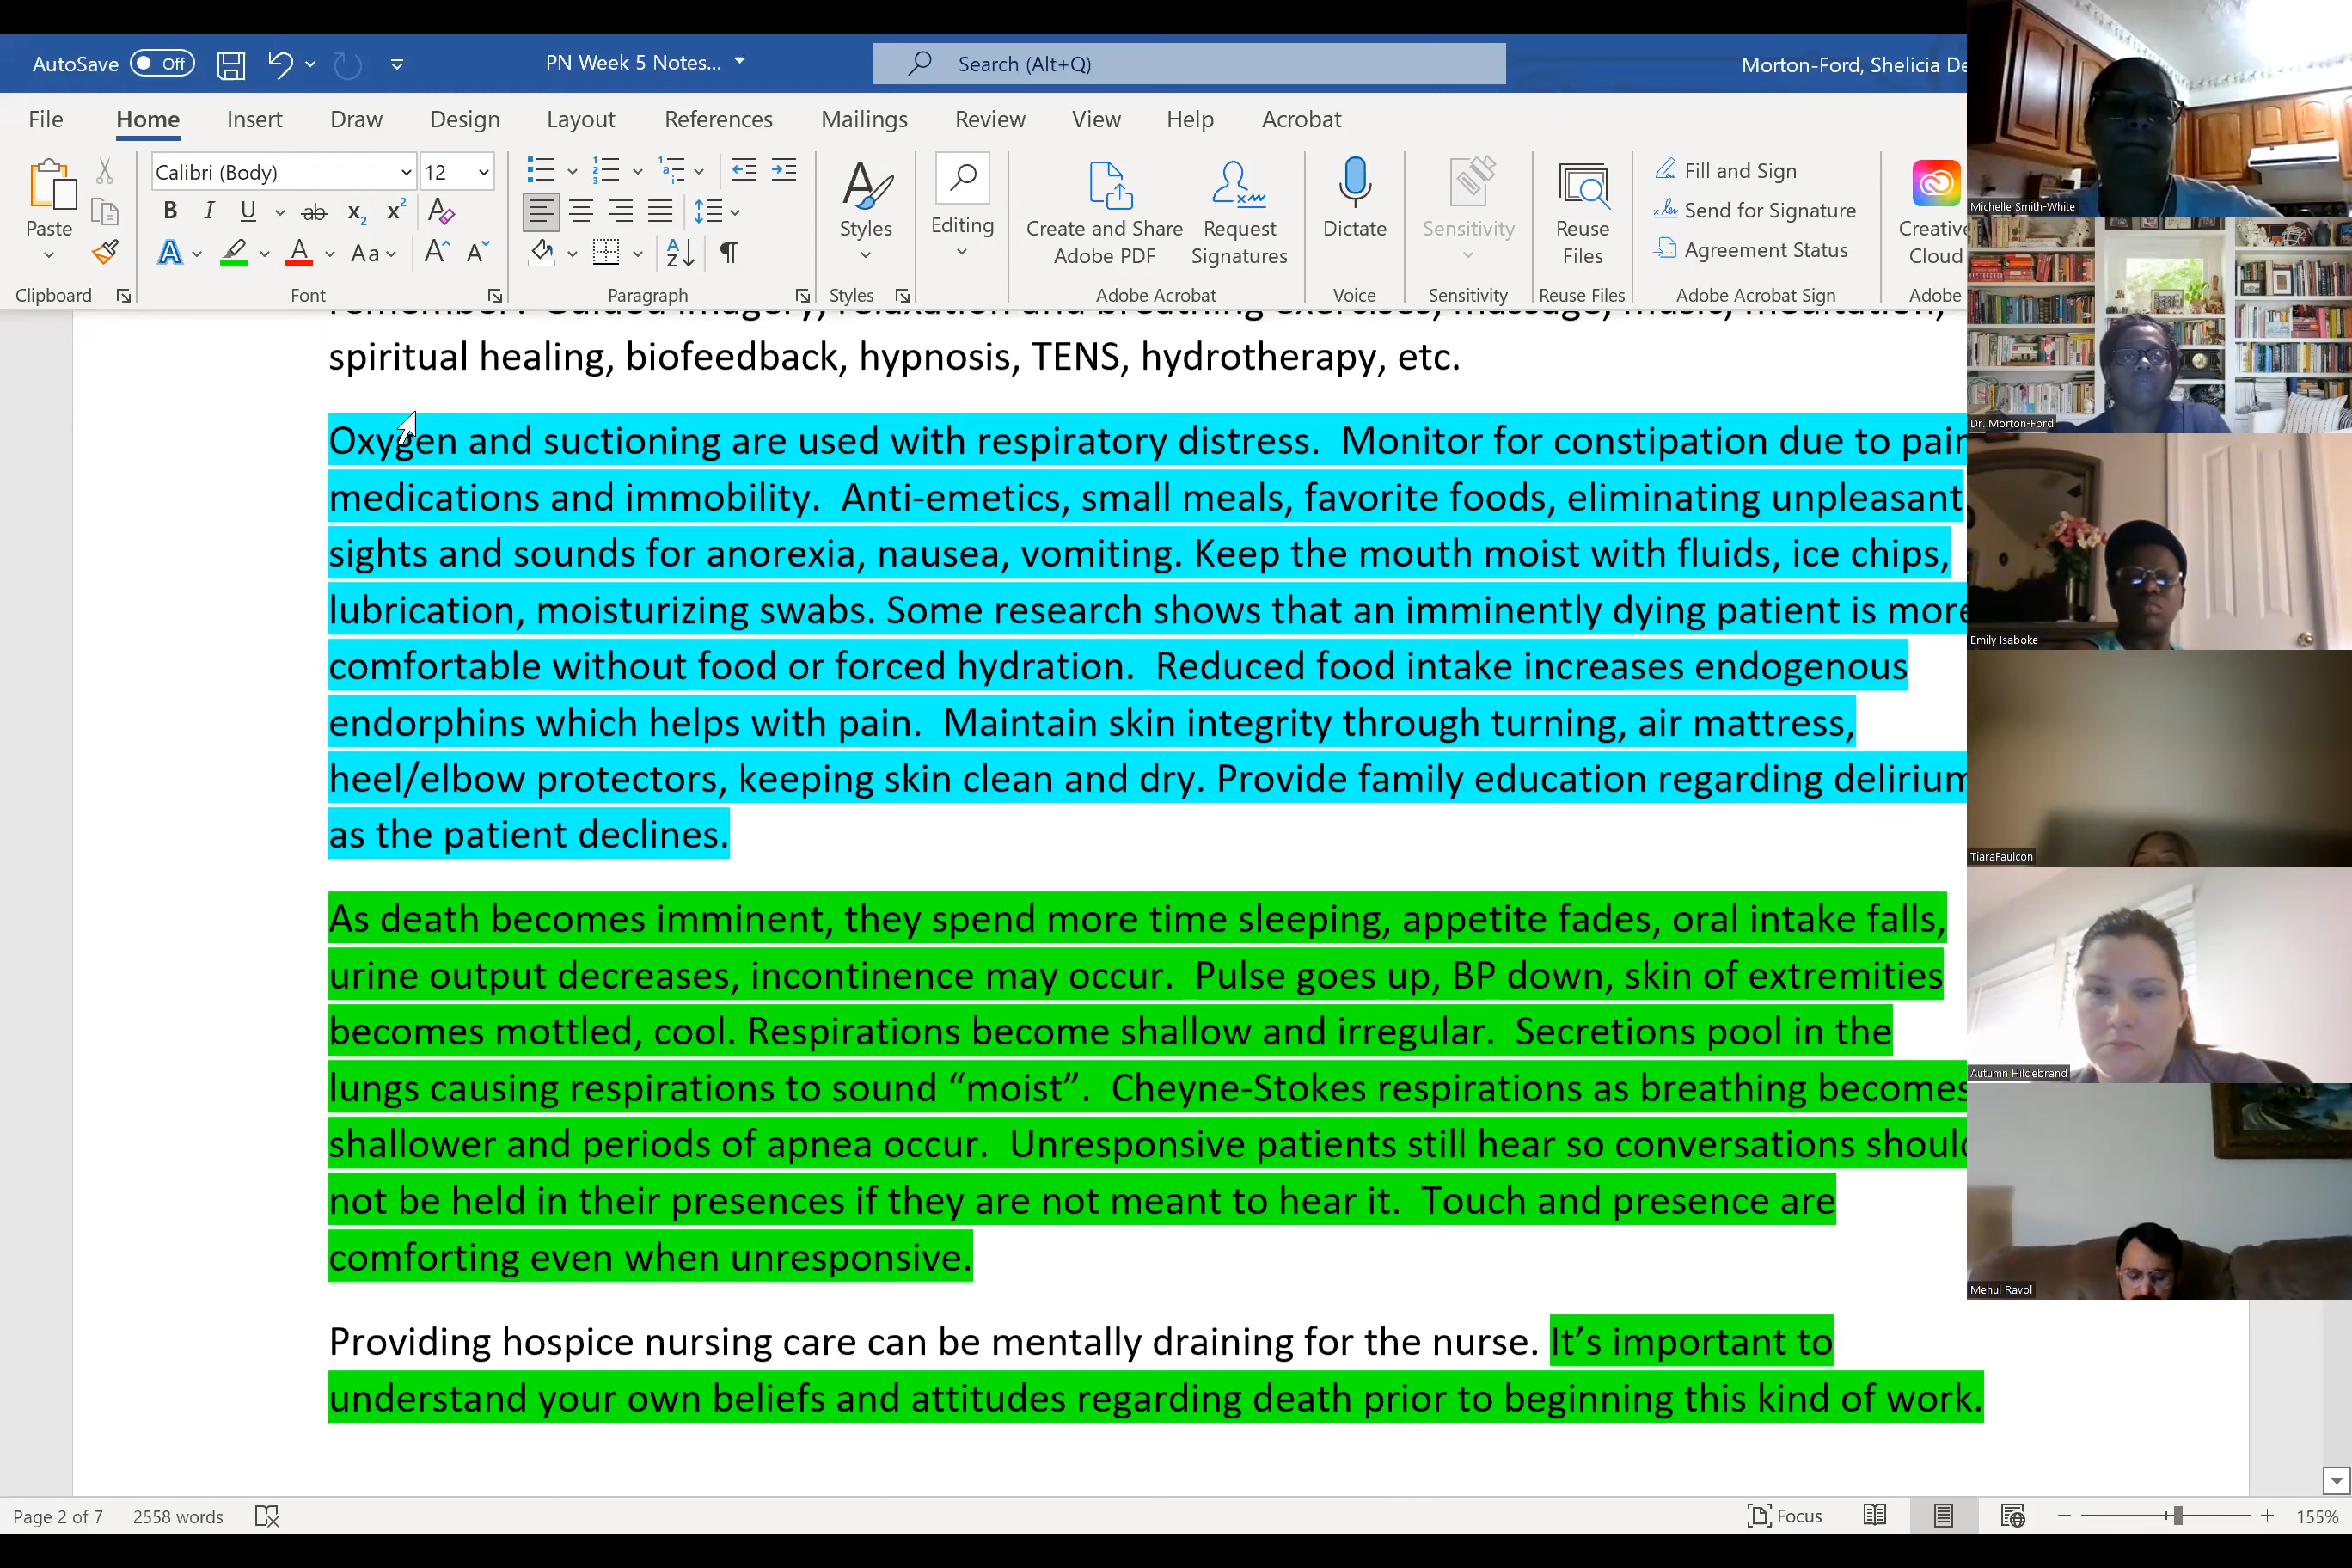 AutoSave Off PN Week 5 Notes... Search (Alt+Q) Morton-Ford, Shelicia De
File Home Insert Draw Design Layout References Mailings Review View Help Acrobat
Calibri (Body) 12
Paste
B I U ab x₂ x² A
A A Aa A A
Styles
Editing
Create and Share
Adobe PDF
Request
Signatures
Dictate
Sensitivity
Reuse
Files
Fill and Sign
Send for Signature
Agreement Status
Creative
Cloud
Clipboard Font Paragraph Styles Adobe Acrobat Voice Sensitivity Reuse Files Adobe Acrobat Sign Adobe
remember? Guided imagery, relaxation and breathing exercises, massage, music, meditation,
spiritual healing, biofeedback, hypnosis, TENS, hydrotherapy, etc.
Oxygen and suctioning are used with respiratory distress. Monitor for constipation due to pain
medications and immobility. Anti-emetics, small meals, favorite foods, eliminating unpleasant
sights and sounds for anorexia, nausea, vomiting. Keep the mouth moist with fluids, ice chips,
lubrication, moisturizing swabs. Some research shows that an imminently dying patient is more
comfortable without food or forced hydration. Reduced food intake increases endogenous
endorphins which helps with pain. Maintain skin integrity through turning, air mattress,
heel/elbow protectors, keeping skin clean and dry. Provide family education regarding delirium
as the patient declines.
As death becomes imminent, they spend more time sleeping, appetite fades, oral intake falls,
urine output decreases, incontinence may occur. Pulse goes up, BP down, skin of extremities
becomes mottled, cool. Respirations become shallow and irregular. Secretions pool in the
lungs causing respirations to sound “moist”. Cheyne-Stokes respirations as breathing becomes
shallower and periods of apnea occur. Unresponsive patients still hear so conversations should
not be held in their presences if they are not meant to hear it. Touch and presence are
comforting even when unresponsive.
Providing hospice nursing care can be mentally draining for the nurse. It’s important to
understand your own beliefs and attitudes regarding death prior to beginning this kind of work.
Michelle Smith-White
Dr. Morton-Ford
Emily Isaboke
TiaraFaulcon
Autumn Hildebrand
Mehul Ravol
Page 2 of 7 2558 words Focus 155%